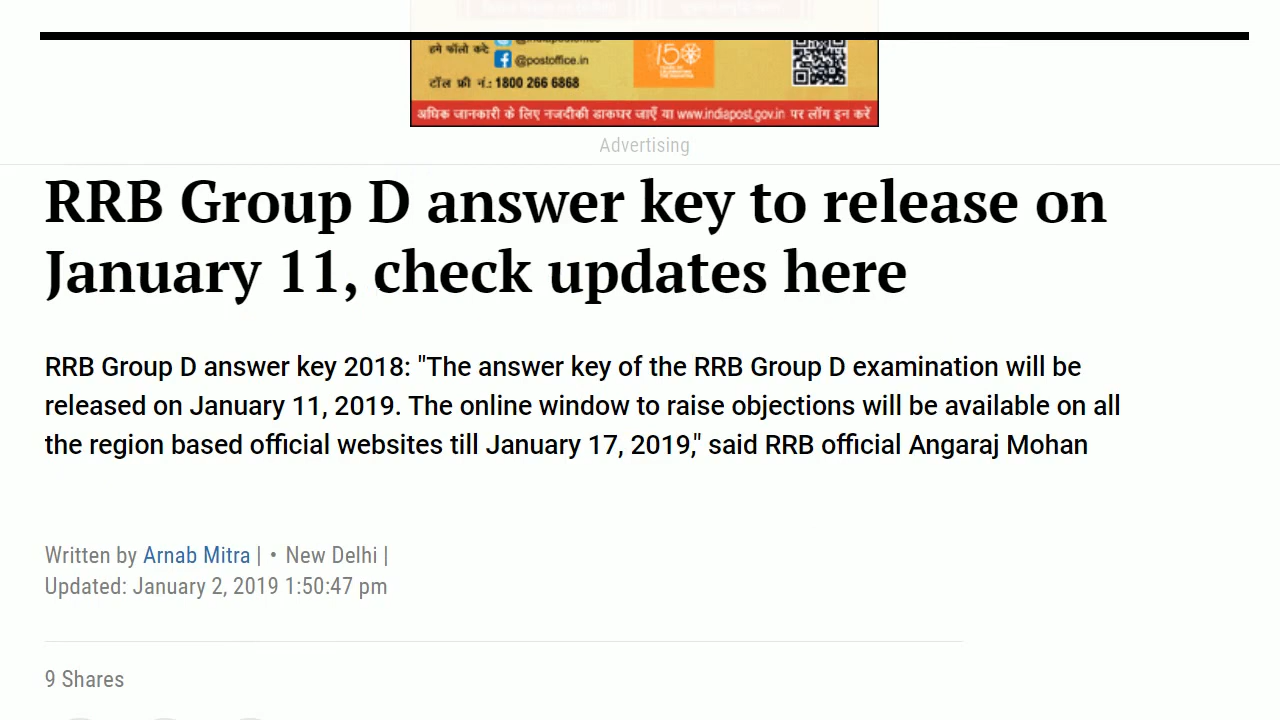 हमे फॉलो करे:
@postoffice.in
टॉल फ्री नं.: 1800 266 6868
150
अधिक जानकारी के लिए नजदीकी डाकघर जाएँ या www.indiapost.gov.in पर लॉग इन करें
Advertising
RRB Group D answer key to release on
January 11, check updates here
RRB Group D answer key 2018: "The answer key of the RRB Group D examination will be
released on January 11, 2019. The online window to raise objections will be available on all
the region based official websites till January 17, 2019," said RRB official Angaraj Mohan
Written by Arnab Mitra | • New Delhi |
Updated: January 2, 2019 1:50:47 pm
9 Shares